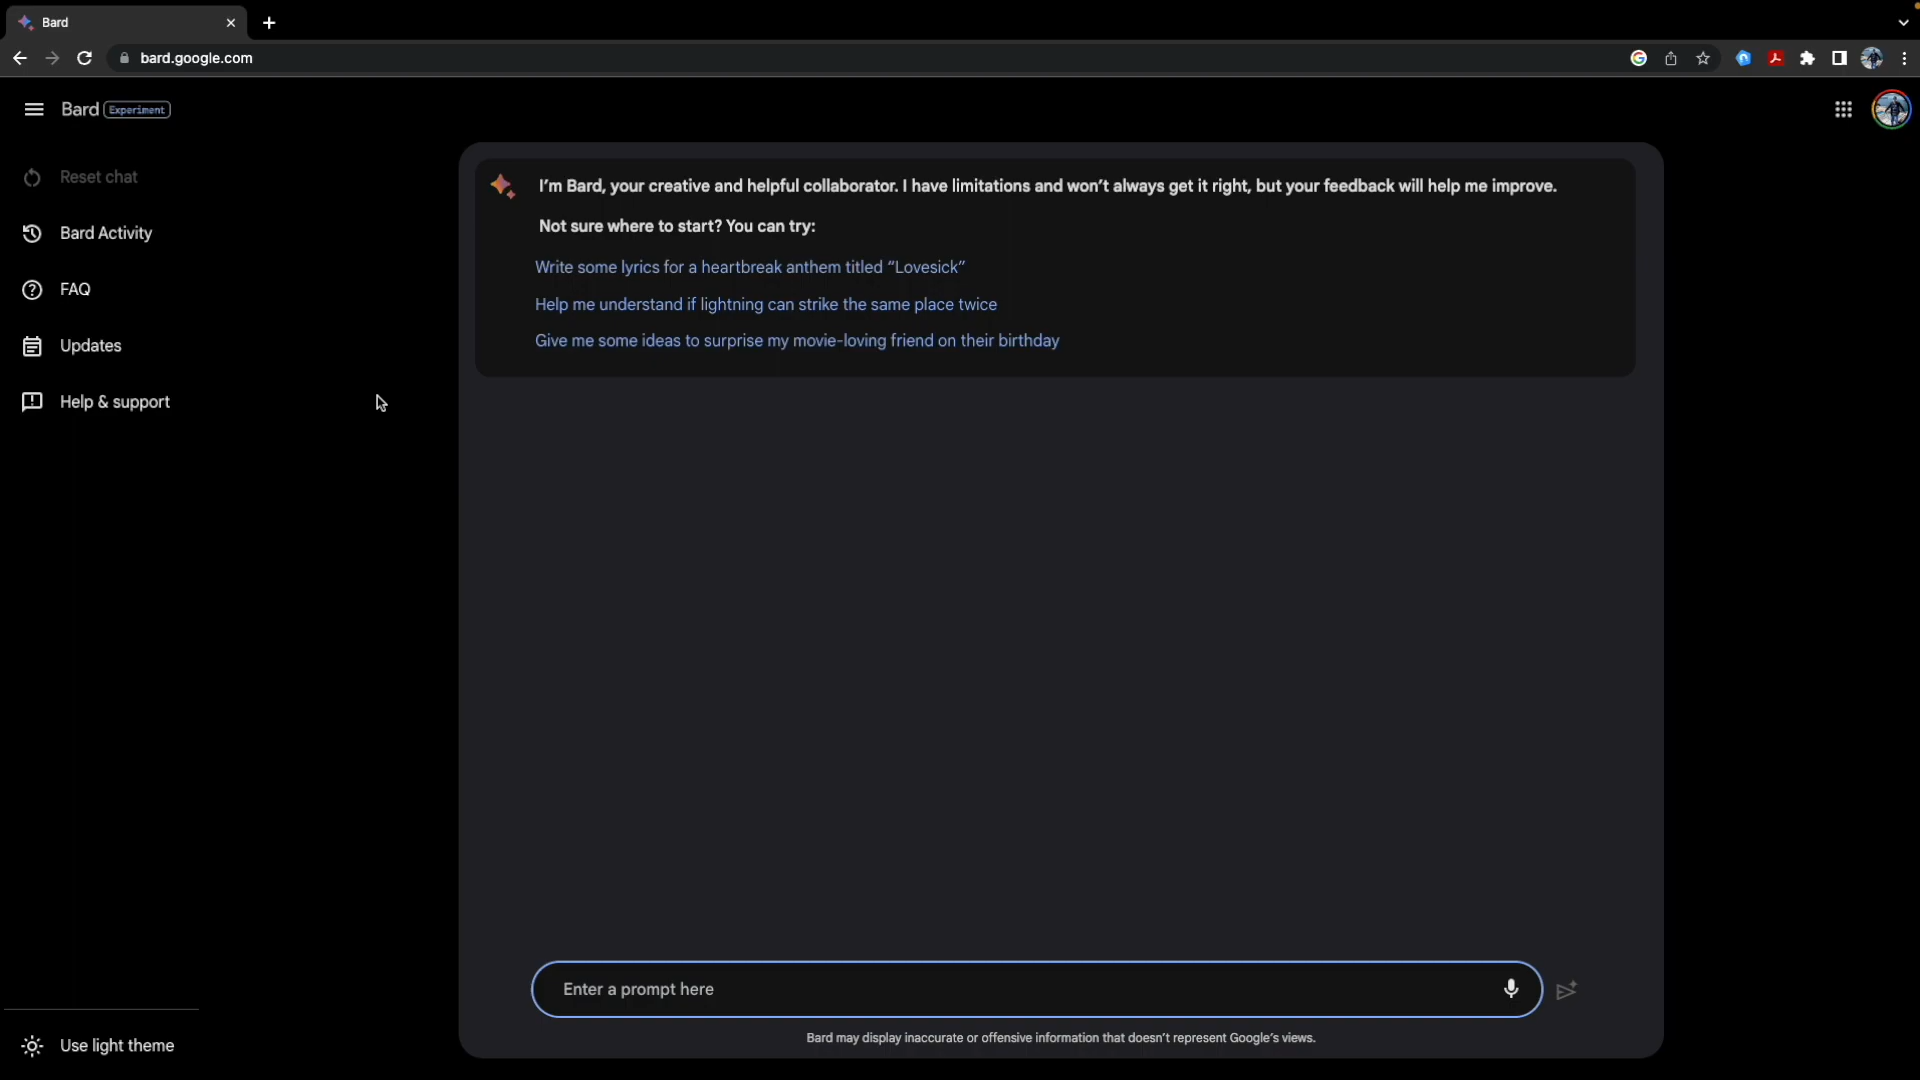 Bard
bard.google.com
Bard Experiment
Reset chat
Bard Activity
FAQ
Updates
Help & support
I’m Bard, your creative and helpful collaborator. I have limitations and won’t always get it right, but your feedback will help me improve.
Not sure where to start? You can try:
Write some lyrics for a heartbreak anthem titled “Lovesick”
Help me understand if lightning can strike the same place twice
Give me some ideas to surprise my movie-loving friend on their birthday
Enter a prompt here
Bard may display inaccurate or offensive information that doesn’t represent Google’s views.
Use light theme